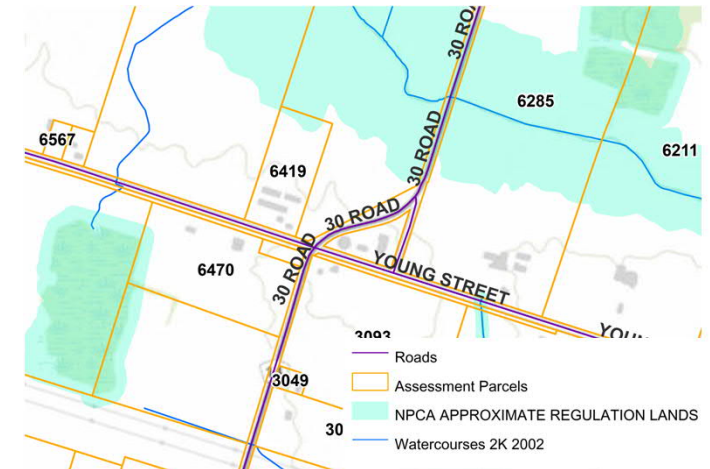 30 ROAD
6285
6567
30 ROAD
6211
6419
30 ROAD
6470
30 ROAD
YOUNG STREET
YOUN
3093
3049
30
Roads
Assessment Parcels
NPCA APPROXIMATE REGULATION LANDS
Watercourses 2K 2002